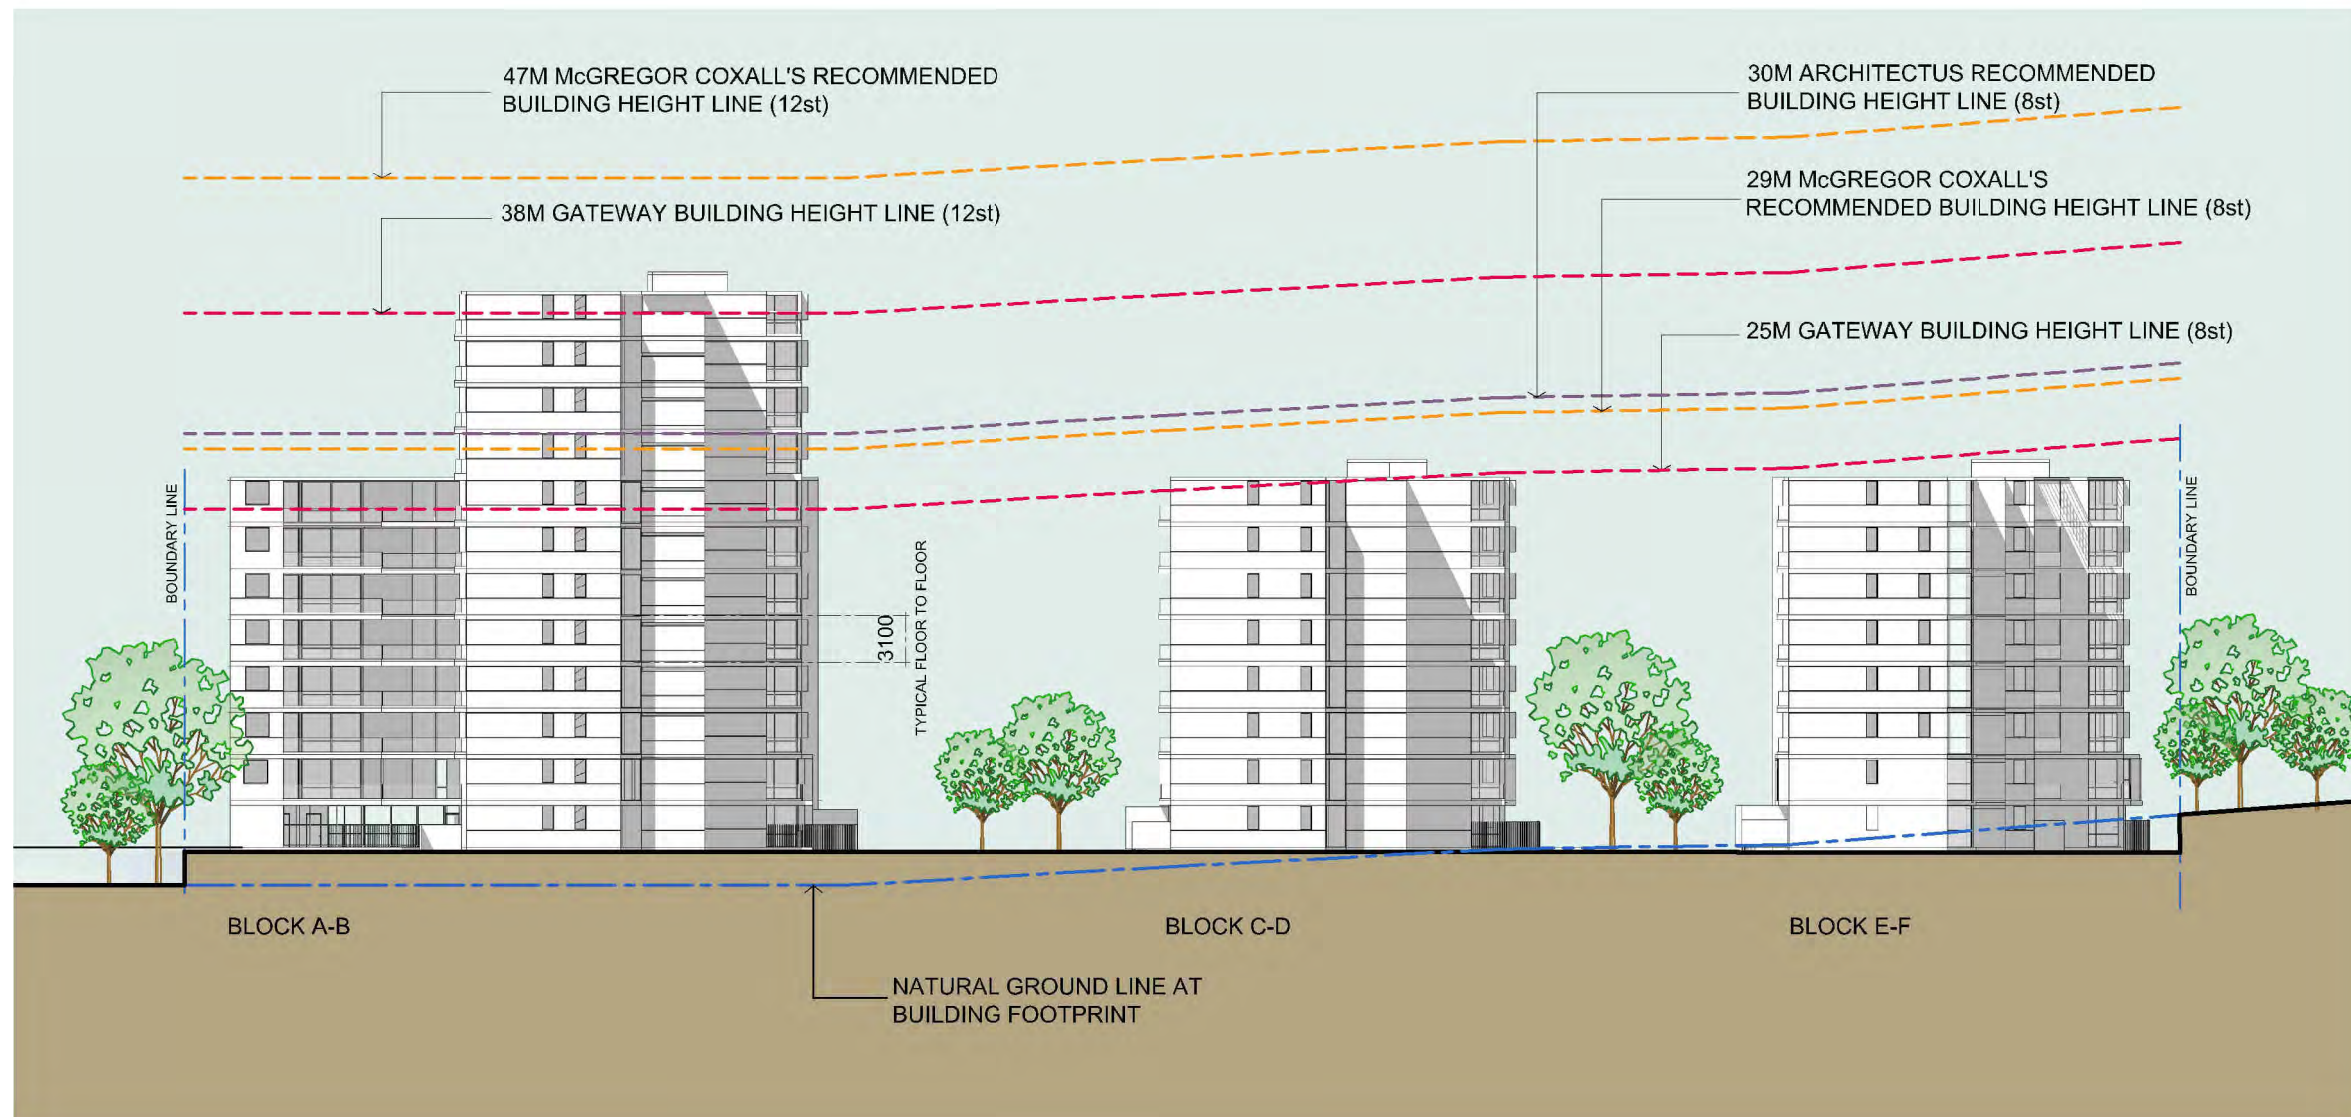 47M McGREGOR COXALL'S RECOMMENDED
BUILDING HEIGHT LINE (12st)
30M ARCHITECTUS RECOMMENDED
BUILDING HEIGHT LINE (8st)
38M GATEWAY BUILDING HEIGHT LINE (12st)
29M McGREGOR COXALL'S
RECOMMENDED BUILDING HEIGHT LINE (8st)
25M GATEWAY BUILDING HEIGHT LINE (8st)
BOUNDARY LINE
3100
TYPICAL FLOOR TO FLOOR
BOUNDARY LINE
BLOCK A-B
BLOCK C-D
BLOCK E-F
NATURAL GROUND LINE AT
BUILDING FOOTPRINT